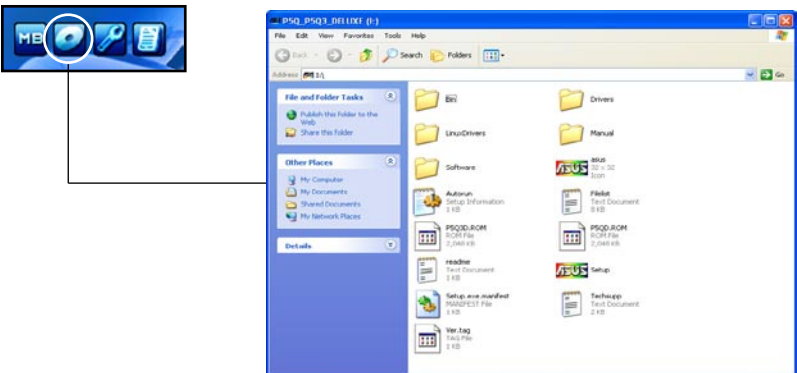 MB
P5Q_P5Q3_DELUXE (I:)
File Edit View Favorites Tools Help
Back Search Folders
Address I:\ Go
File and Folder Tasks
Publish this folder to the Web
Share this folder
Other Places
My Computer
My Documents
Shared Documents
My Network Places
Details
Bin
Drivers
LinuxDrivers
Manual
Software
ASUS
asus
32 x 32
Icon
Autorun
Setup Information
1 KB
Filelist
Text Document
8 KB
P5Q3D.ROM
ROM File
2,048 KB
P5QD.ROM
ROM File
2,048 KB
readme
Text Document
1 KB
ASUS
Setup
Setup.exe.manifest
MANIFEST File
1 KB
Techsupp
Text Document
2 KB
Ver.tag
TAG File
1 KB